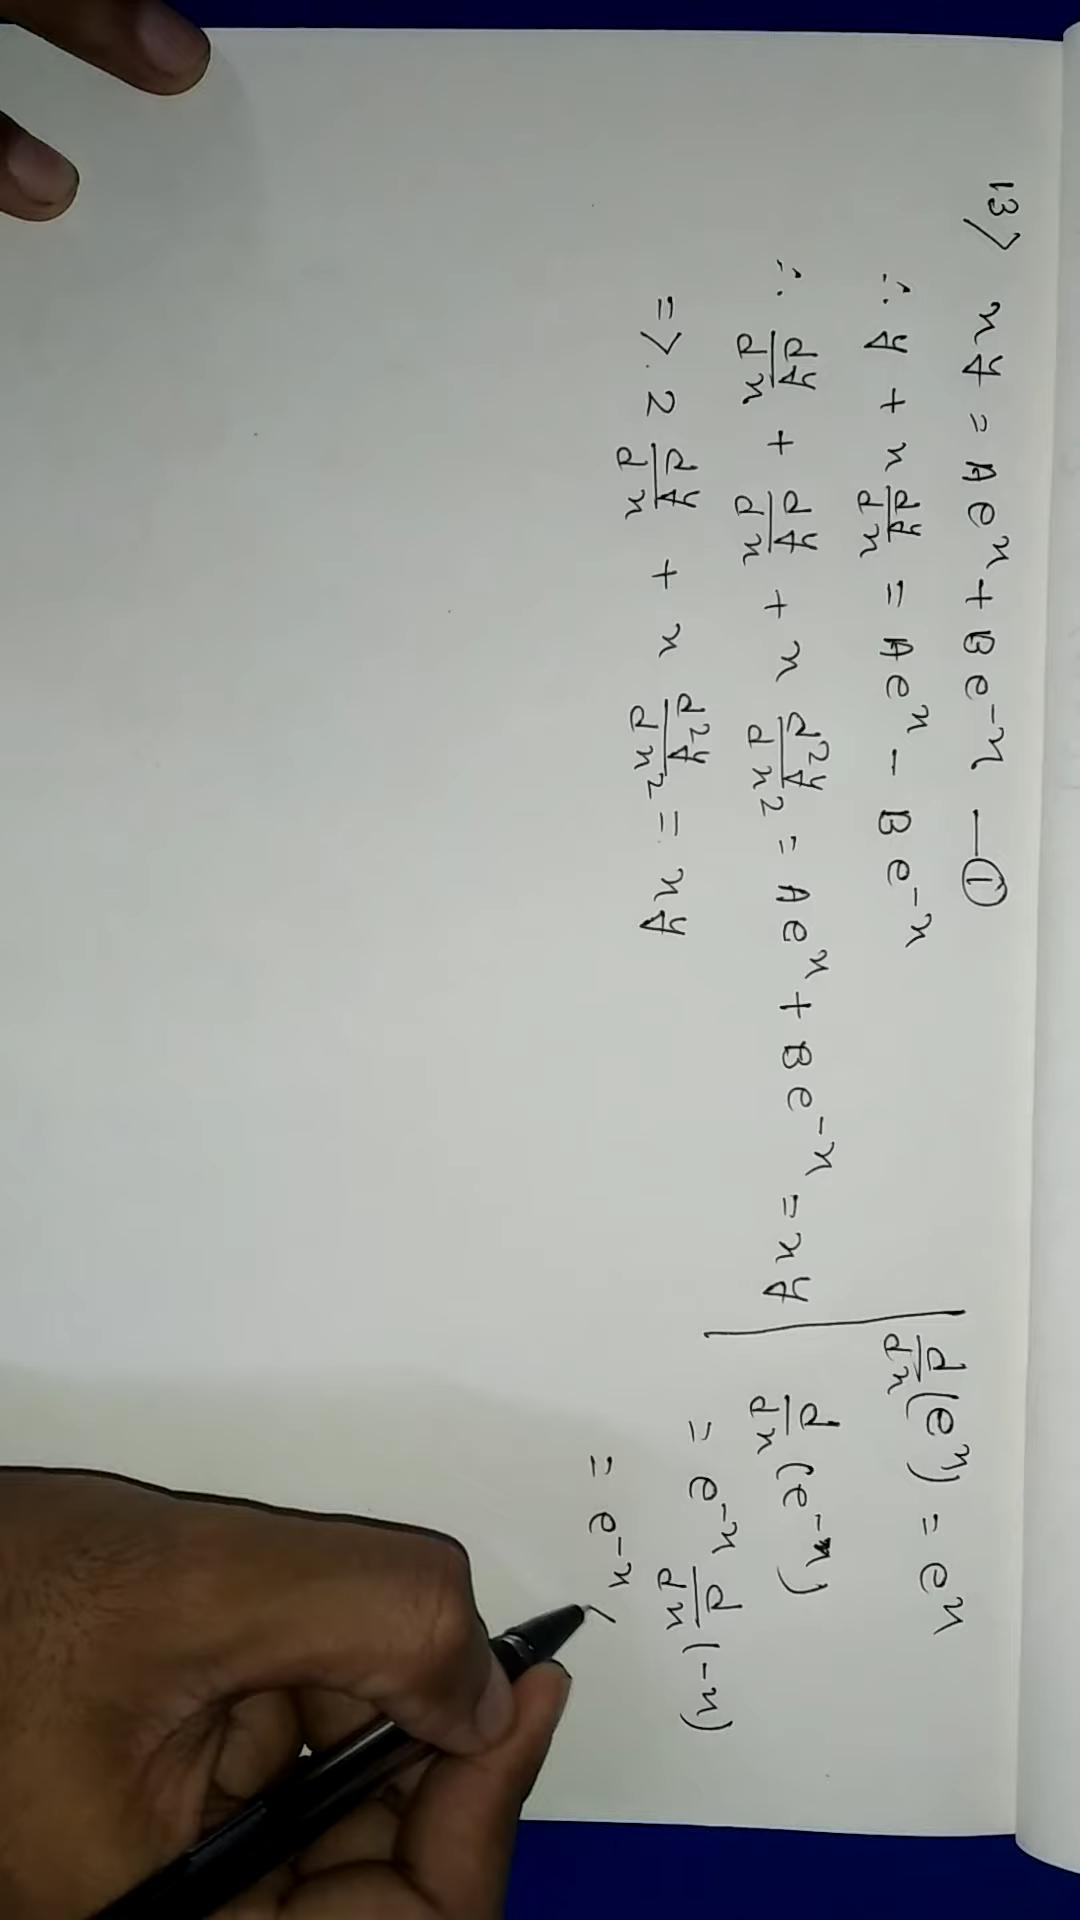 13> xy = Ae^x + Be^-x —①
∴ y + x dy/dx = Ae^x - Be^-x
∴ dy/dx + dy/dx + x d²y/dx² = Ae^x + Be^-x = xy
=> 2 dy/dx + x d²y/dx² = xy
d/dx (e^x) = e^x
d/dx (e^-x)
= e^-x d/dx (-x)
= e^-x